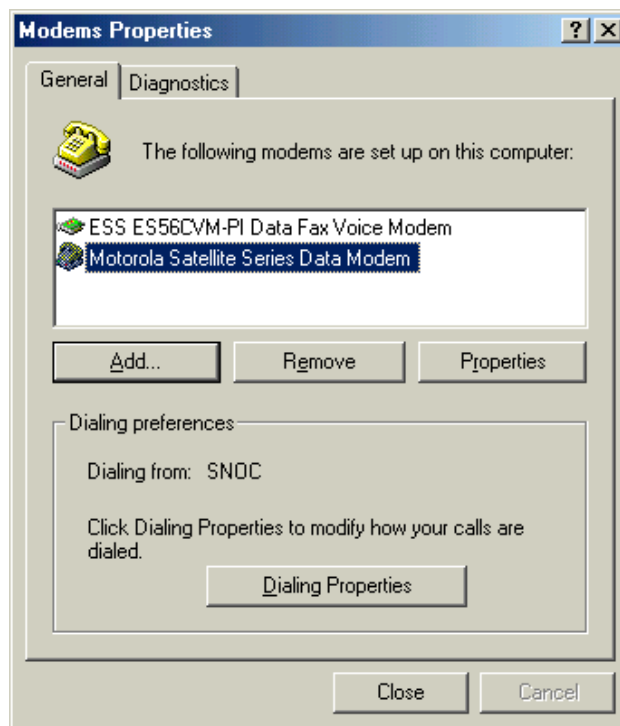 Modems Properties
General Diagnostics
The following modems are set up on this computer:
ESS ES56CVM-PI Data Fax Voice Modem
Motorola Satellite Series Data Modem
Add... Remove Properties
Dialing preferences
Dialing from: SNOC
Click Dialing Properties to modify how your calls are
dialed.
Dialing Properties
Close Cancel